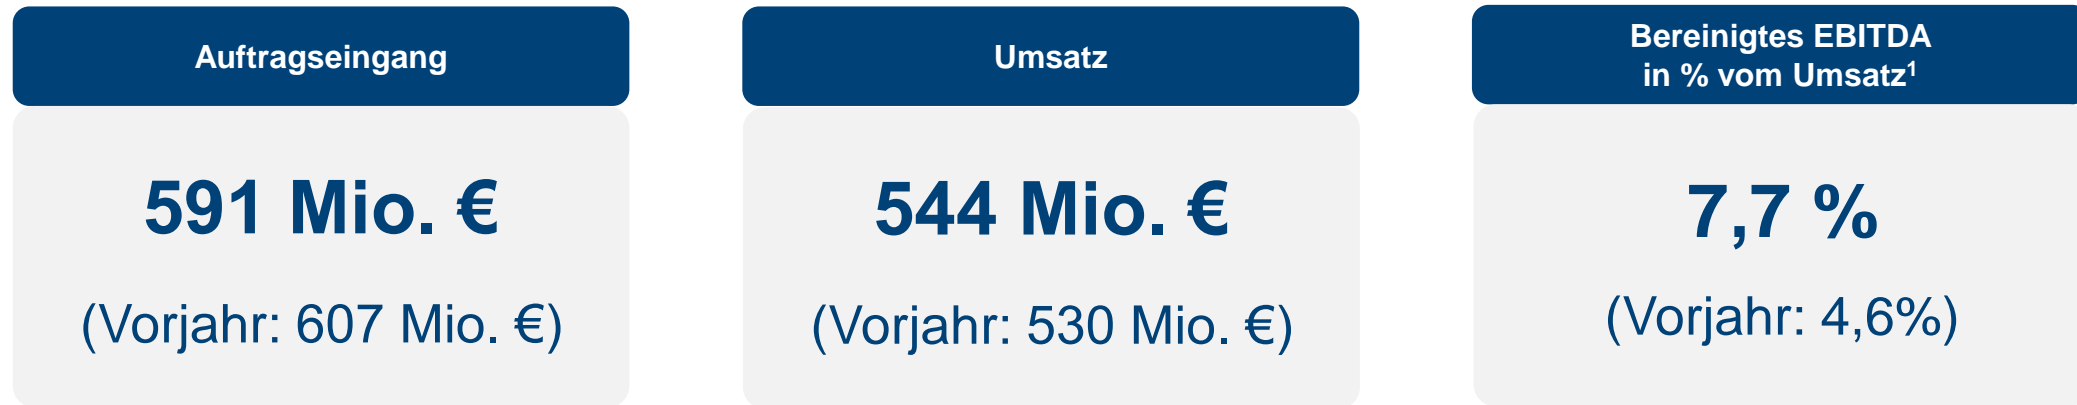 Auftragseingang
591 Mio. €
(Vorjahr: 607 Mio. €)
Umsatz
544 Mio. €
(Vorjahr: 530 Mio. €)
Bereinigtes EBITDA
in % vom Umsatz¹
7,7 %
(Vorjahr: 4,6%)